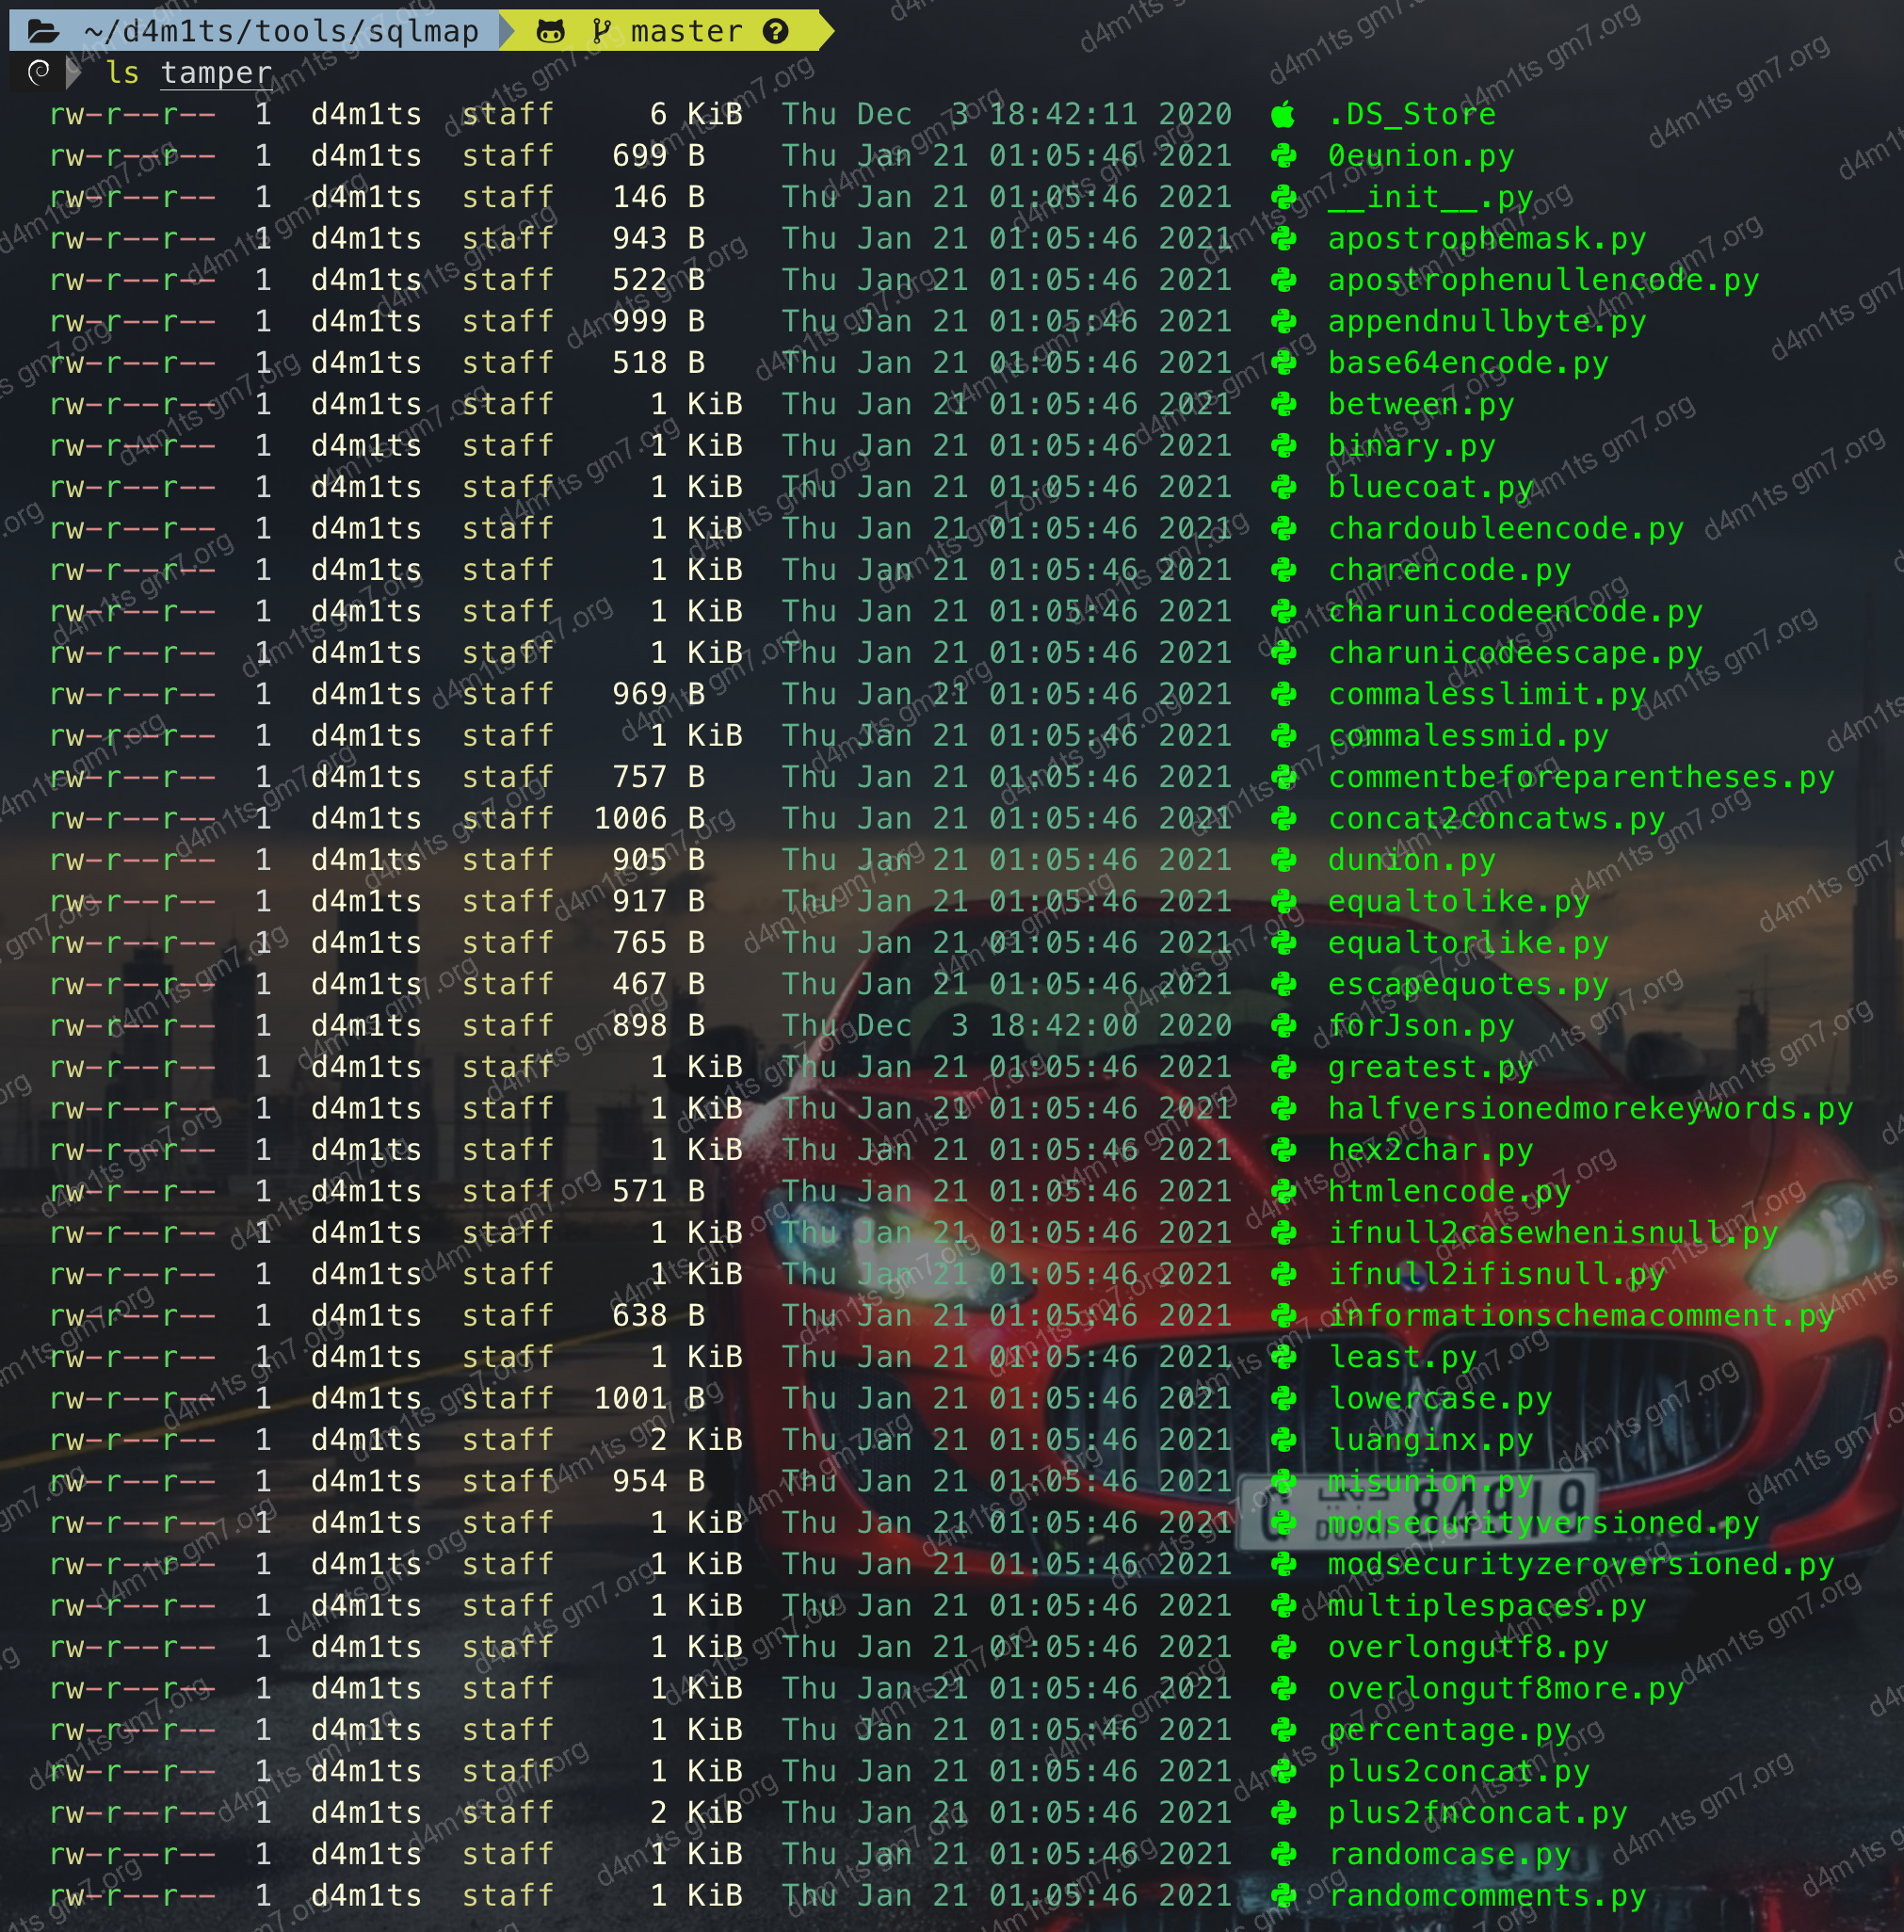 ~/d4m1ts/tools/sqlmap master ?
ls tamper
rw-r--r-- 1 d4m1ts staff 6 KiB Thu Dec 3 18:42:11 2020 .DS_Store
rw-r--r-- 1 d4m1ts staff 699 B Thu Jan 21 01:05:46 2021 0eunion.py
rw-r--r-- 1 d4m1ts staff 146 B Thu Jan 21 01:05:46 2021 __init__.py
rw-r--r-- 1 d4m1ts staff 943 B Thu Jan 21 01:05:46 2021 apostrophemask.py
rw-r--r-- 1 d4m1ts staff 522 B Thu Jan 21 01:05:46 2021 apostrophenullencode.py
rw-r--r-- 1 d4m1ts staff 999 B Thu Jan 21 01:05:46 2021 appendnullbyte.py
rw-r--r-- 1 d4m1ts staff 518 B Thu Jan 21 01:05:46 2021 base64encode.py
rw-r--r-- 1 d4m1ts staff 1 KiB Thu Jan 21 01:05:46 2021 between.py
rw-r--r-- 1 d4m1ts staff 1 KiB Thu Jan 21 01:05:46 2021 binary.py
rw-r--r-- 1 d4m1ts staff 1 KiB Thu Jan 21 01:05:46 2021 bluecoat.py
rw-r--r-- 1 d4m1ts staff 1 KiB Thu Jan 21 01:05:46 2021 chardoubleencode.py
rw-r--r-- 1 d4m1ts staff 1 KiB Thu Jan 21 01:05:46 2021 charencode.py
rw-r--r-- 1 d4m1ts staff 1 KiB Thu Jan 21 01:05:46 2021 charunicodeencode.py
rw-r--r-- 1 d4m1ts staff 1 KiB Thu Jan 21 01:05:46 2021 charunicodeescape.py
rw-r--r-- 1 d4m1ts staff 969 B Thu Jan 21 01:05:46 2021 commalesslimit.py
rw-r--r-- 1 d4m1ts staff 1 KiB Thu Jan 21 01:05:46 2021 commalessmid.py
rw-r--r-- 1 d4m1ts staff 757 B Thu Jan 21 01:05:46 2021 commentbeforeparentheses.py
rw-r--r-- 1 d4m1ts staff 1006 B Thu Jan 21 01:05:46 2021 concat2concatws.py
rw-r--r-- 1 d4m1ts staff 905 B Thu Jan 21 01:05:46 2021 dunion.py
rw-r--r-- 1 d4m1ts staff 917 B Thu Jan 21 01:05:46 2021 equaltolike.py
rw-r--r-- 1 d4m1ts staff 765 B Thu Jan 21 01:05:46 2021 equaltorlike.py
rw-r--r-- 1 d4m1ts staff 467 B Thu Jan 21 01:05:46 2021 escapequotes.py
rw-r--r-- 1 d4m1ts staff 898 B Thu Dec 3 18:42:00 2020 forJson.py
rw-r--r-- 1 d4m1ts staff 1 KiB Thu Jan 21 01:05:46 2021 greatest.py
rw-r--r-- 1 d4m1ts staff 1 KiB Thu Jan 21 01:05:46 2021 halfversionedmorekeywords.py
rw-r--r-- 1 d4m1ts staff 1 KiB Thu Jan 21 01:05:46 2021 hex2char.py
rw-r--r-- 1 d4m1ts staff 571 B Thu Jan 21 01:05:46 2021 htmlencode.py
rw-r--r-- 1 d4m1ts staff 1 KiB Thu Jan 21 01:05:46 2021 ifnull2casewhenisnull.py
rw-r--r-- 1 d4m1ts staff 1 KiB Thu Jan 21 01:05:46 2021 ifnull2ifisnull.py
rw-r--r-- 1 d4m1ts staff 638 B Thu Jan 21 01:05:46 2021 informationschemacomment.py
rw-r--r-- 1 d4m1ts staff 1 KiB Thu Jan 21 01:05:46 2021 least.py
rw-r--r-- 1 d4m1ts staff 1001 B Thu Jan 21 01:05:46 2021 lowercase.py
rw-r--r-- 1 d4m1ts staff 2 KiB Thu Jan 21 01:05:46 2021 luanginx.py
rw-r--r-- 1 d4m1ts staff 954 B Thu Jan 21 01:05:46 2021 misunion.py
rw-r--r-- 1 d4m1ts staff 1 KiB Thu Jan 21 01:05:46 2021 modsecurityversioned.py
rw-r--r-- 1 d4m1ts staff 1 KiB Thu Jan 21 01:05:46 2021 modsecurityzeroversioned.py
rw-r--r-- 1 d4m1ts staff 1 KiB Thu Jan 21 01:05:46 2021 multiplespaces.py
rw-r--r-- 1 d4m1ts staff 1 KiB Thu Jan 21 01:05:46 2021 overlongutf8.py
rw-r--r-- 1 d4m1ts staff 1 KiB Thu Jan 21 01:05:46 2021 overlongutf8more.py
rw-r--r-- 1 d4m1ts staff 1 KiB Thu Jan 21 01:05:46 2021 percentage.py
rw-r--r-- 1 d4m1ts staff 1 KiB Thu Jan 21 01:05:46 2021 plus2concat.py
rw-r--r-- 1 d4m1ts staff 2 KiB Thu Jan 21 01:05:46 2021 plus2fnconcat.py
rw-r--r-- 1 d4m1ts staff 1 KiB Thu Jan 21 01:05:46 2021 randomcase.py
rw-r--r-- 1 d4m1ts staff 1 KiB Thu Jan 21 01:05:46 2021 randomcomments.py
d4m1ts gm7.org